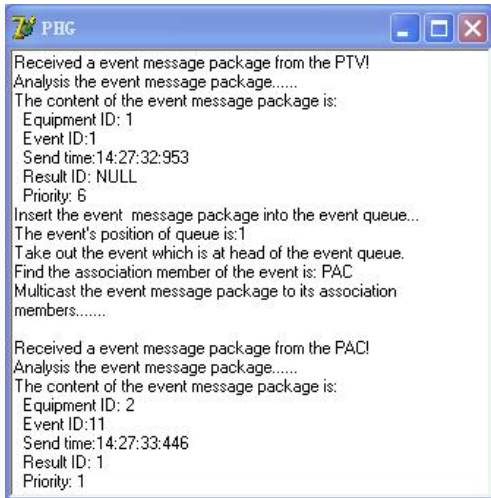 PHG
Received a event message package from the PTV!
Analysis the event message package......
The content of the event message package is:
Equipment ID: 1
Event ID:1
Send time:14:27:32:953
Result ID: NULL
Priority: 6
Insert the event  message package into the event queue...
The event's position of queue is:1
Take out the event which is at head of the event queue.
Find the association member of the event is: PAC
Multicast the event message package to its association
members.......
Received a event message package from the PAC!
Analysis the event message package......
The content of the event message package is:
Equipment ID: 2
Event ID:11
Send time:14:27:33:446
Result ID: 1
Priority: 1